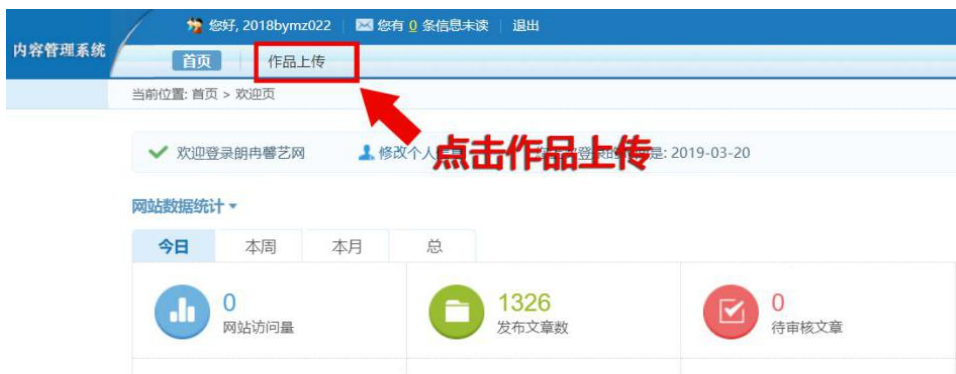 您好, 2018bymz022 您有 0 条信息未读 退出
内容管理系统
首页 作品上传
当前位置: 首页 > 欢迎页
欢迎登录朗冉馨艺网 修改个人 是: 2019-03-20
点击作品上传
网站数据统计
今日 本周 本月 总
0
网站访问量
1326
发布文章数
0
待审核文章